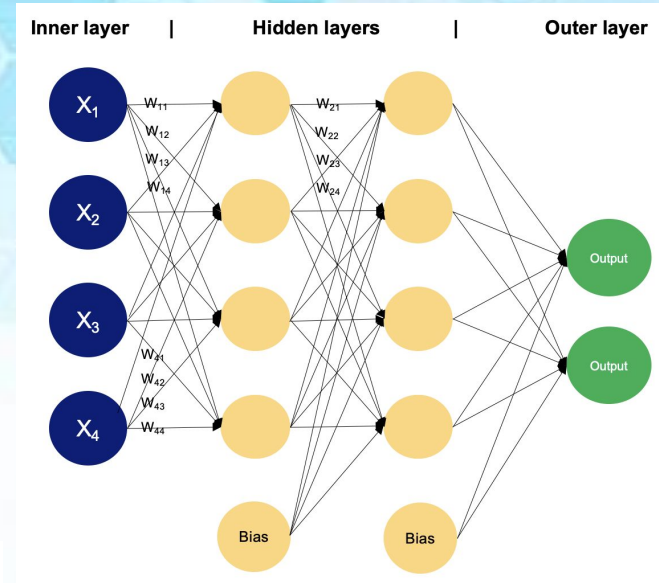 Inner layer | Hidden layers | Outer layer
X₁
W₁₁
W₁₂
W₁₃
W₁₄
W₂₁
W₂₂
W₂₃
W₂₄
X₂
Output
X₃
Output
W₄₁
W₄₂
W₄₃
W₄₄
X₄
Bias
Bias